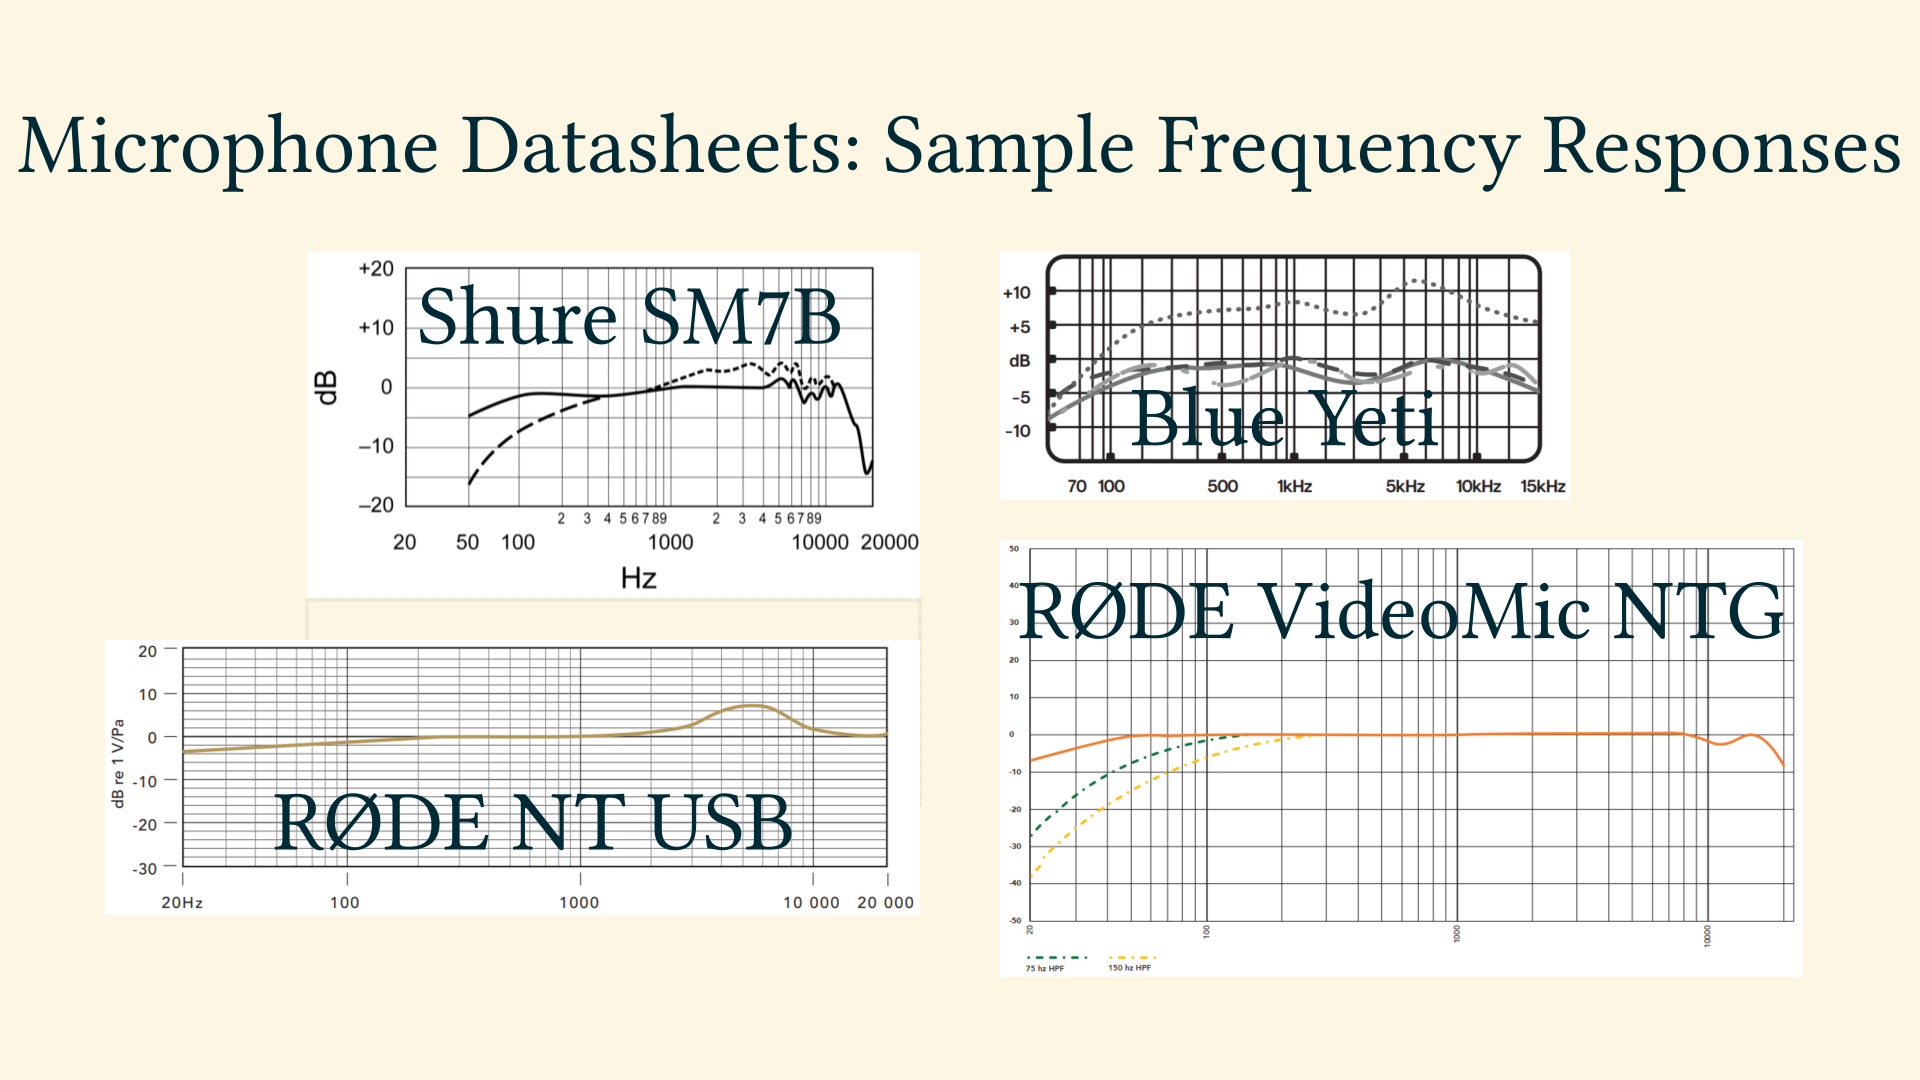 Microphone Datasheets: Sample Frequency Responses
Shure SM7B
+20
+10
0
–10
–20
dB
2 3 4 5 6 7 8 9 2 3 4 5 6 7 8 9
20 50 100 1000 10000 20000
Hz
Blue Yeti
+10
+5
dB
-5
-10
70 100 500 1kHz 5kHz 10kHz 15kHz
RØDE NT USB
20
10
0
-10
-20
-30
dB re 1 V/Pa
20Hz 100 1000 10 000 20 000
RØDE VideoMic NTG
50
40
30
20
10
0
-10
-20
-30
-40
-50
20 100 1000 10000
75 hz HPF 150 hz HPF